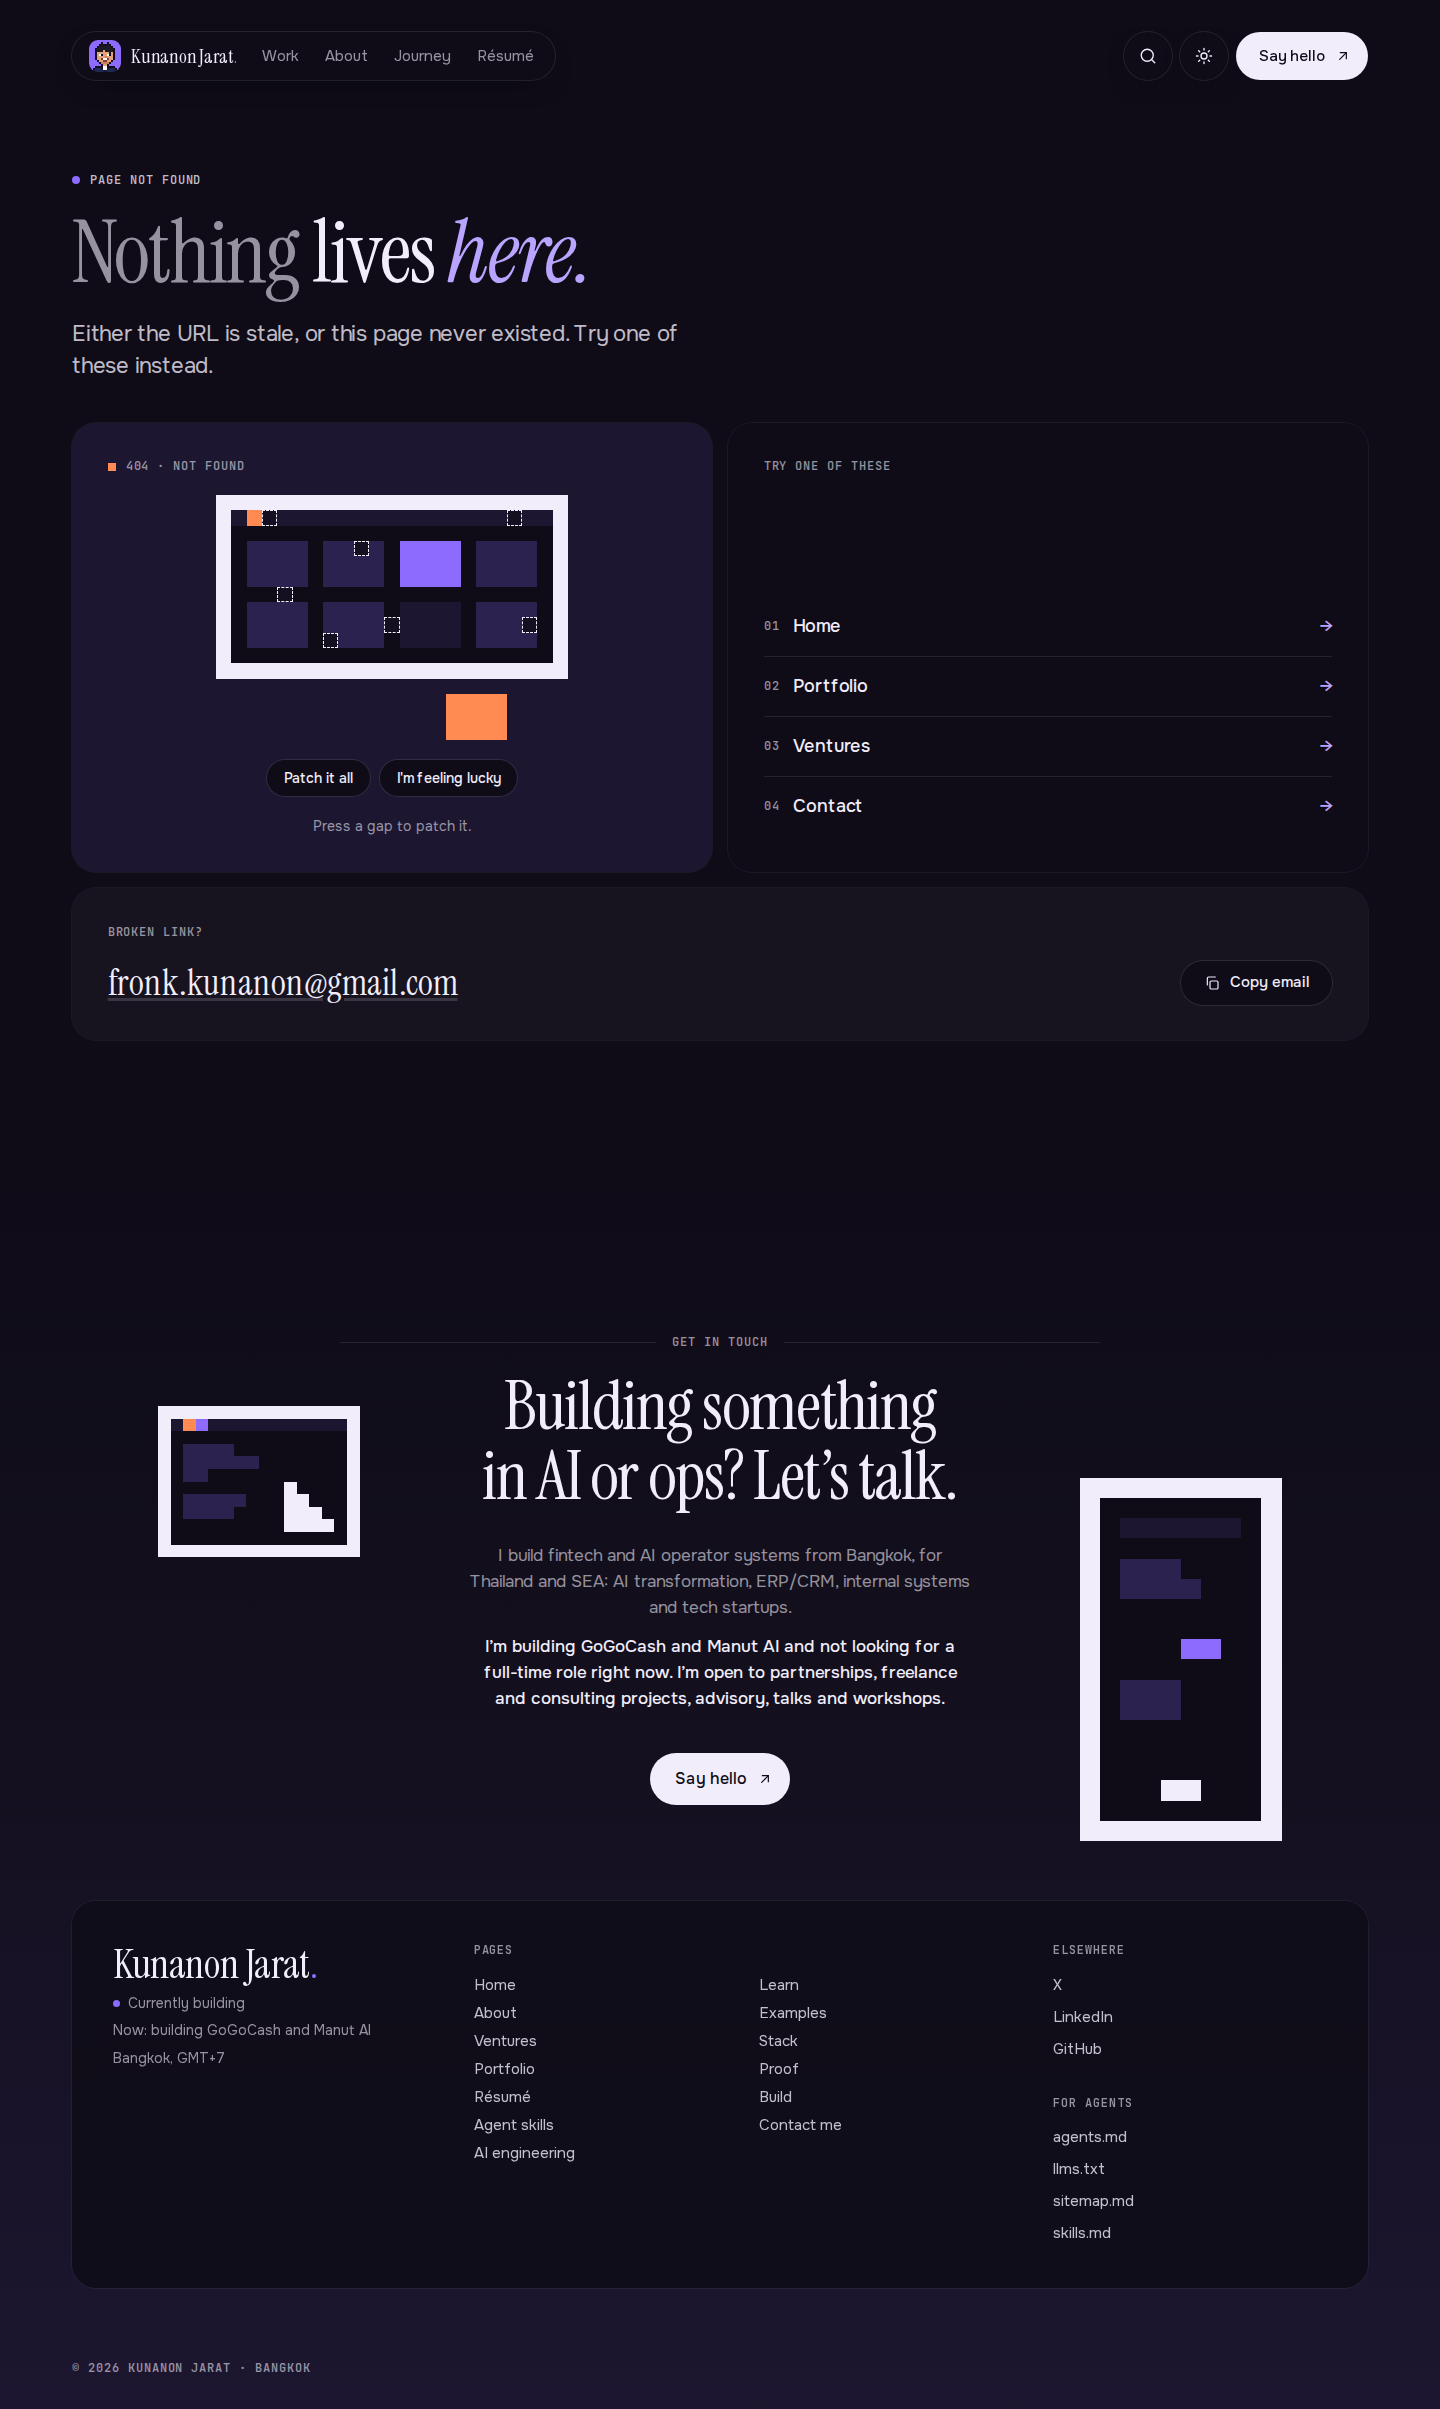 Kunanon Jarat.
Work
About
Journey
Résumé
Say hello
PAGE NOT FOUND
Nothing lives here.
Either the URL is stale, or this page never existed. Try one of
these instead.
404 · NOT FOUND
Patch it all
I'm feeling lucky
Press a gap to patch it.
TRY ONE OF THESE
01 Home
02 Portfolio
03 Ventures
04 Contact
BROKEN LINK?
fronk.kunanon@gmail.com
Copy email
GET IN TOUCH
Building something
in AI or ops? Let’s talk.
I build fintech and AI operator systems from Bangkok, for
Thailand and SEA: AI transformation, ERP/CRM, internal systems
and tech startups.
I’m building GoGoCash and Manut AI and not looking for a
full-time role right now. I’m open to partnerships, freelance
and consulting projects, advisory, talks and workshops.
Say hello
Kunanon Jarat.
Currently building
Now: building GoGoCash and Manut AI
Bangkok, GMT+7
PAGES
Home
About
Ventures
Portfolio
Résumé
Agent skills
AI engineering
Learn
Examples
Stack
Proof
Build
Contact me
ELSEWHERE
X
LinkedIn
GitHub
FOR AGENTS
agents.md
llms.txt
sitemap.md
skills.md
© 2026 KUNANON JARAT · BANGKOK